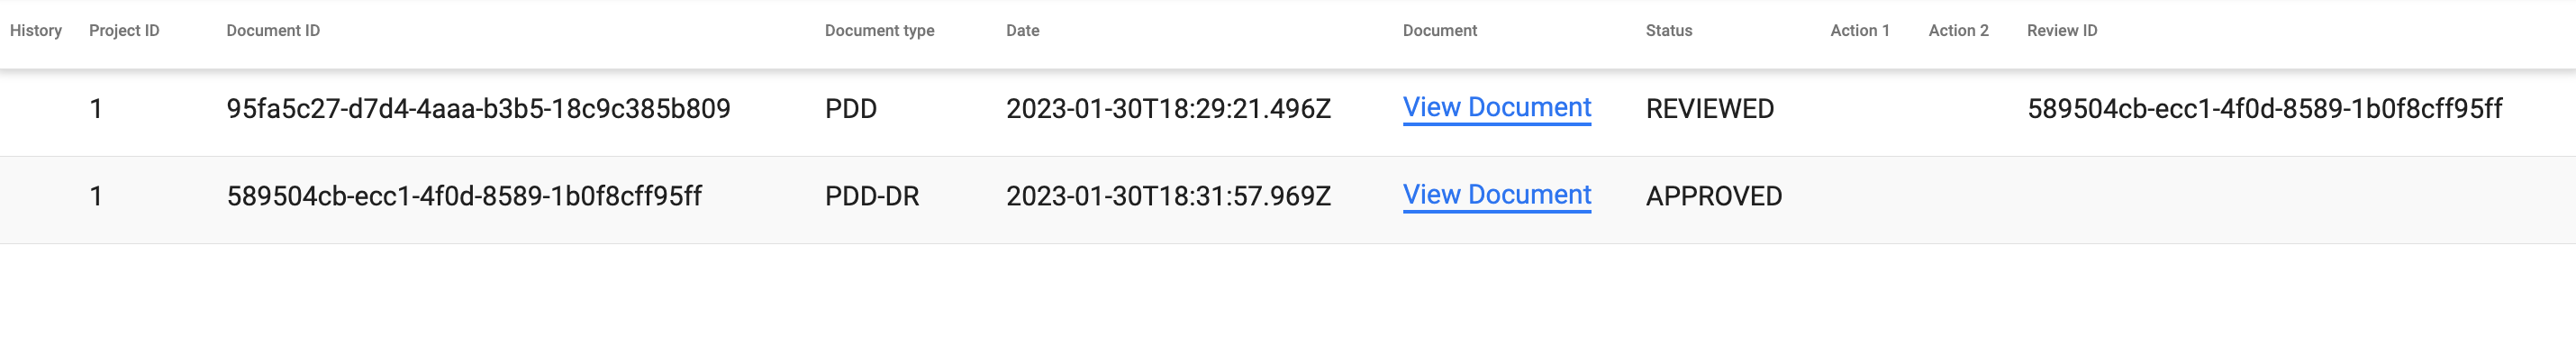 History Project ID Document ID Document type Date Document Status Action 1 Action 2 Review ID
1 95fa5c27-d7d4-4aaa-b3b5-18c9c385b809 PDD 2023-01-30T18:29:21.496Z View Document REVIEWED 589504cb-ecc1-4f0d-8589-1b0f8cff95ff
1 589504cb-ecc1-4f0d-8589-1b0f8cff95ff PDD-DR 2023-01-30T18:31:57.969Z View Document APPROVED